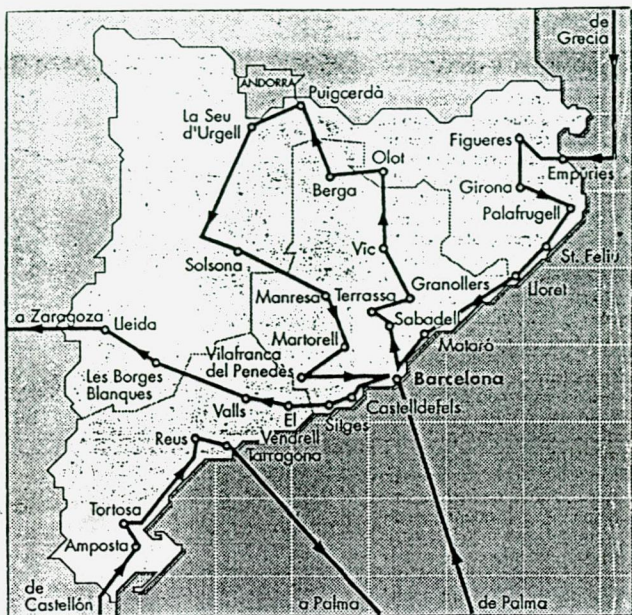 de
Grecia
ANDORRA
Puigcerdà
La Seu
d'Urgell
Figueres
Olot
Empúries
Berga
Girona
Palafrugell
Vic
St. Feliu
Solsona
Granollers
Manresa
Terrassa
Lloret
a Zaragoza
Lleida
Sabadell
Martorell
Mataró
Vilafranca
del Penedès
Les Borges
Blanques
Barcelona
Castelldefels
Valls
El
Vendrell
Sitges
Reus
Tarragona
Tortosa
Amposta
de
Castellón
a Palma
de Palma